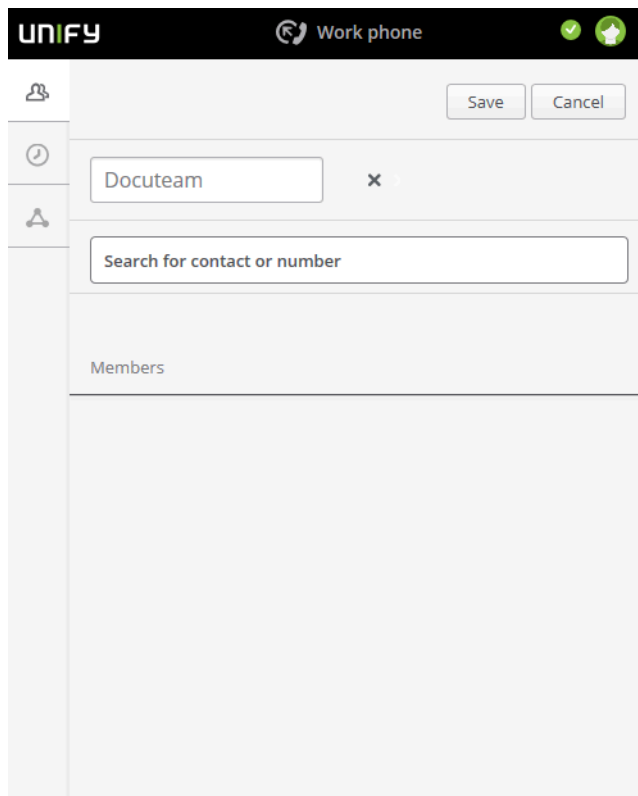 UNIFY
Work phone
Save
Cancel
Docuteam
Search for contact or number
Members